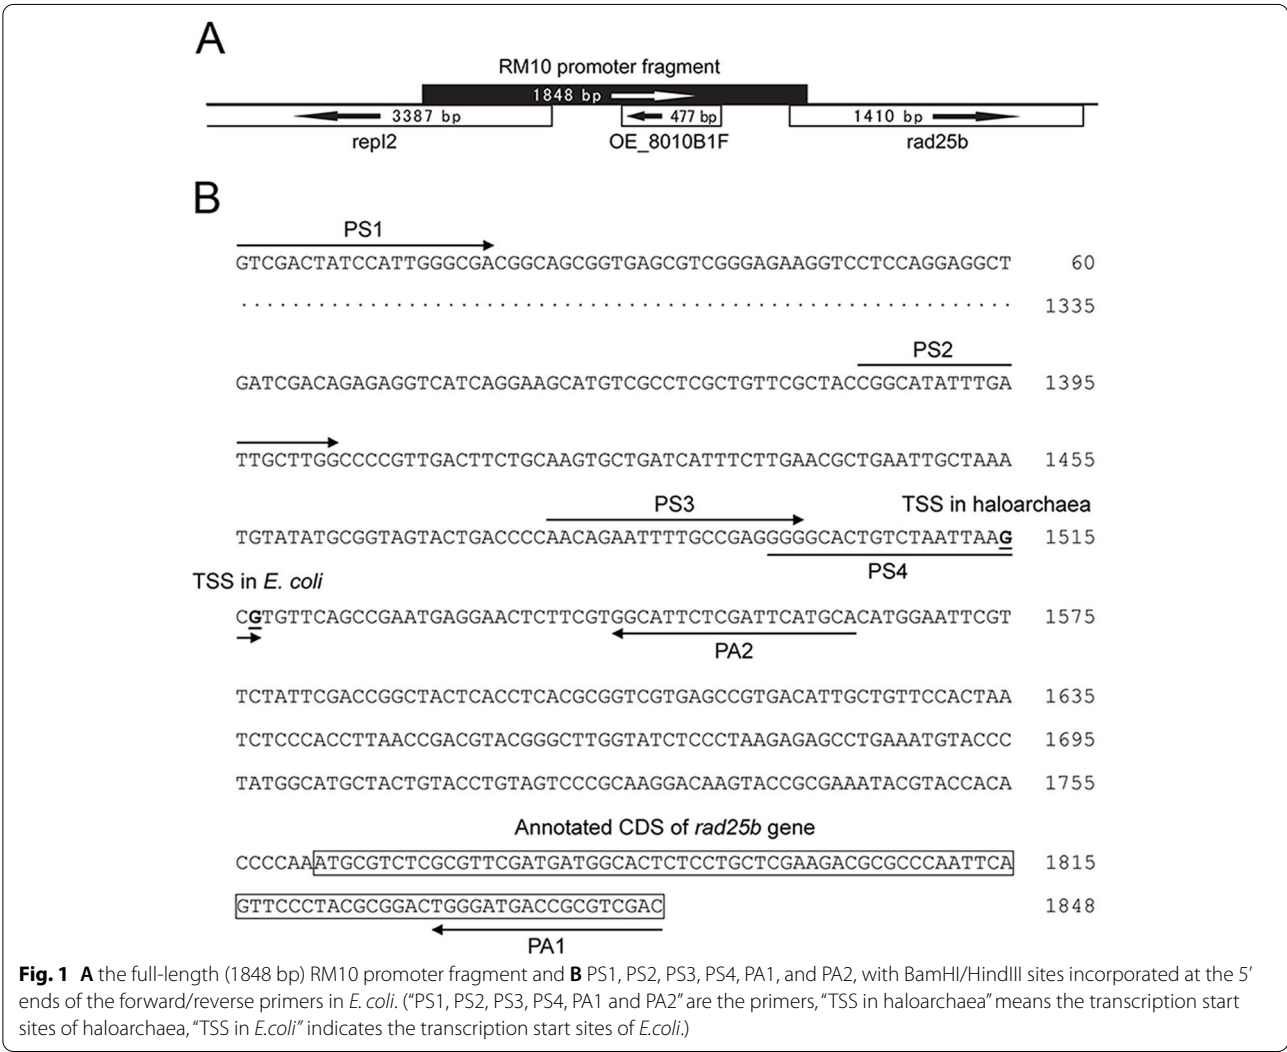 A
RM10 promoter fragment
1848 bp
3387 bp
477 bp
1410 bp
repI2
OE_8010B1F
rad25b
B
PS1
GTCGACTATCCATTGGGCGACGGCAGCGGTGAGCGTCGGGAGAAGGTCCTCCAGGAGGCT 60
............................................................ 1335
PS2
GATCGACAGAGAGGTCATCAGGAAGCATGTCGCCTCGCTGTTCGCTACCGGCATATTTGA 1395
TTGCTTGGCCCCGTTGACTTCTGCAAGTGCTGATCATTTCTTGAACGCTGAATTGCTAAA 1455
PS3 TSS in haloarchaea
TGTATATGCGGTAGTACTGACCCCAACAGAATTTTGCCGAGGGGGCACTGTCTAATTAAG 1515
PS4
TSS in E. coli
CGTGTTCAGCCGAATGAGGAACTCTTCGTGGCATTCTCGATTCATGCACATGGAATTCGT 1575
PA2
TCTATTCGACCGGCTACTCACCTCACGCGGTCGTGAGCCGTGACATTGCTGTTCCACTAA 1635
TCTCCCACCTTAACCGACGTACGGGCTTGGTATCTCCCTAAGAGAGCCTGAAATGTACCC 1695
TATGGCATGCTACTGTACCTGTAGTCCCGCAAGGACAAGTACCGCGAAATACGTACCACA 1755
Annotated CDS of rad25b gene
CCCCAAATGCGTCTCGCGTTCGATGATGGCACTCTCCTGCTCGAAGACGCGCCCAATTCA 1815
GTTCCCTACGCGGACTGGGATGACCGCGTCGAC 1848
PA1
Fig. 1 A the full-length (1848 bp) RM10 promoter fragment and B PS1, PS2, PS3, PS4, PA1, and PA2, with BamHI/HindIII sites incorporated at the 5′
ends of the forward/reverse primers in E. coli. (“PS1, PS2, PS3, PS4, PA1 and PA2” are the primers, “TSS in haloarchaea” means the transcription start
sites of haloarchaea, “TSS in E.coli” indicates the transcription start sites of E.coli.)